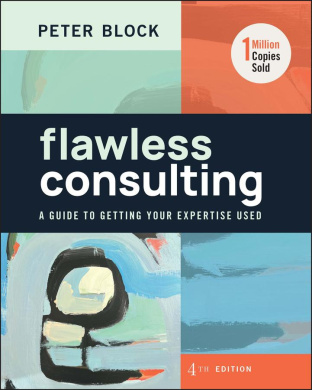 PETER BLOCK
1 Million
Copies
Sold
flawless
consulting
A GUIDE TO GETTING YOUR EXPERTISE USED
4TH EDITION